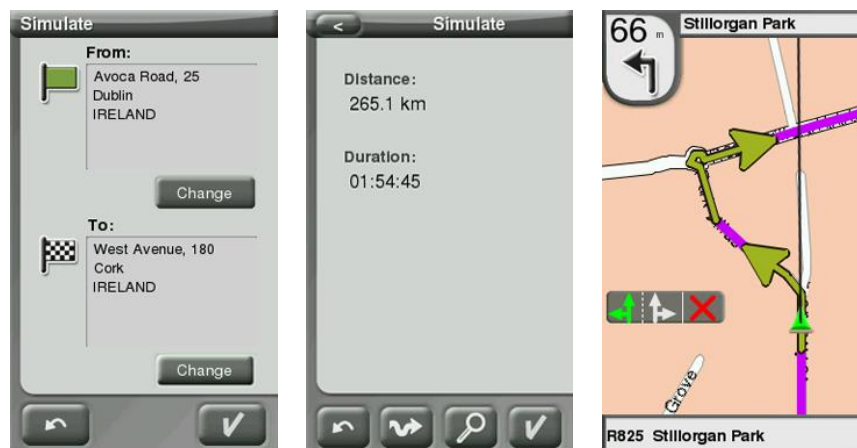 Simulate
From:
Avoca Road, 25
Dublin
IRELAND
Change
To:
West Avenue, 180
Cork
IRELAND
Change
<
Simulate
Distance:
265.1 km
Duration:
01:54:45
66 m
Stillorgan Park
Grove
R825 Stillorgan Park